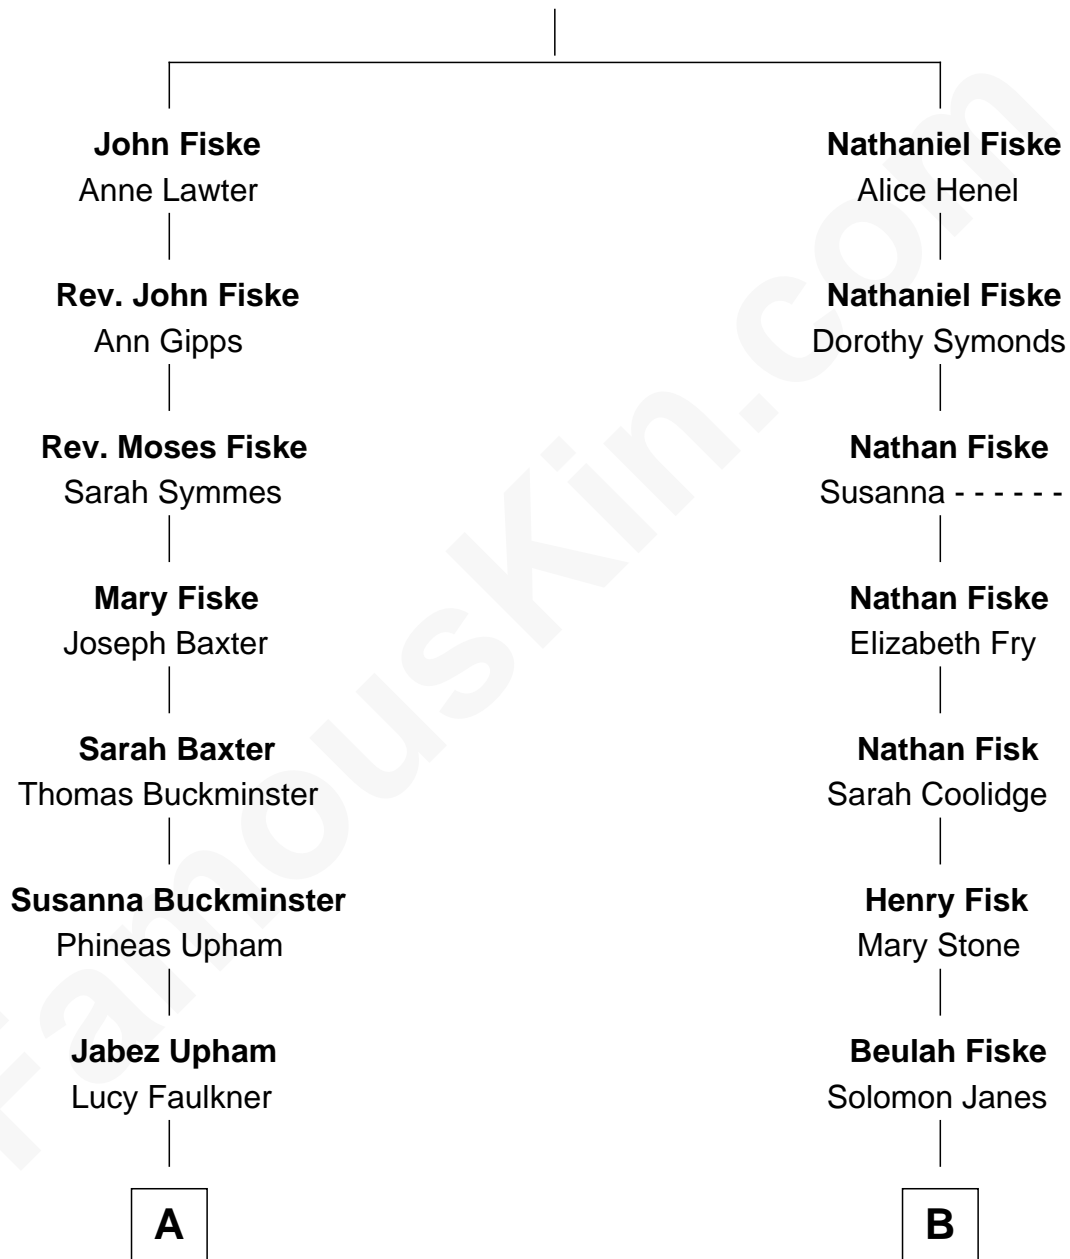 John Fiske
Anne Lawter
Rev. John Fiske
Ann Gipps
Rev. Moses Fiske
Sarah Symmes
Mary Fiske
Joseph Baxter
Sarah Baxter
Thomas Buckminster
Susanna Buckminster
Phineas Upham
Jabez Upham
Lucy Faulkner
A
Nathaniel Fiske
Alice Henel
Nathaniel Fiske
Dorothy Symonds
Nathan Fiske
Susanna - - - - - -
Nathan Fiske
Elizabeth Fry
Nathan Fisk
Sarah Coolidge
Henry Fisk
Mary Stone
Beulah Fiske
Solomon Janes
B
FamousKin.com